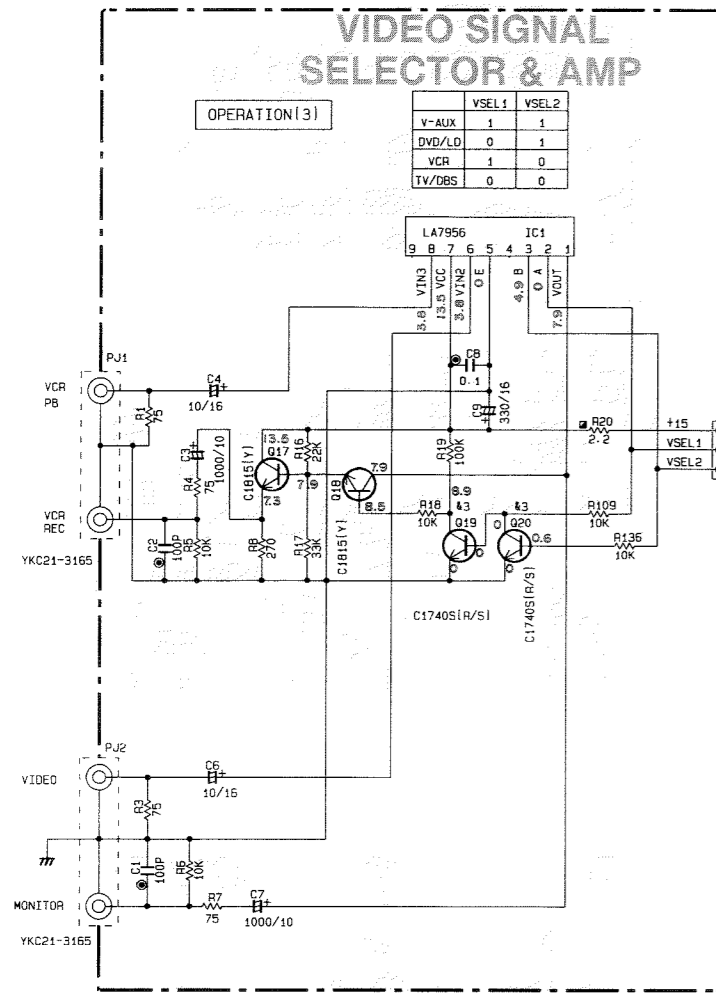 VIDEO SIGNAL
SELECTOR & AMP
OPERATION(3)
VSEL1 VSEL2
V-AUX 1 1
DVD/LD 0 1
VCR 1 0
TV/DBS 0 0
LA7956 IC1
9 8 7 6 5 4 3 2 1
3.8 VIN3
13.5 VCC
3.8 VIN2
0 E
4.9 B
0 A
7.9 VOUT
PJ1
VCR
PB
R1
75
C4
10/16
C8
0.1
C9
330/16
R20
2.2
+15
VSEL1
VSEL2
C3
1000/10
R4
75
13.5
Q17
C1815(Y)
7.3
7.9
R16
22K
Q18
7.9
8.5
C1815(Y)
R19
100K
8.9
R18
10K
Q19
0
0
Q20
0
0.6
0
R109
10K
R136
10K
VCR
REC
YKC21-3165
C2
100P
R5
10K
R8
270
R17
33K
C1740S(R/S)
C1740S(R/S)
PJ2
VIDEO
C6
10/16
R3
75
C1
100P
R6
10K
MONITOR
R7
75
C7
1000/10
YKC21-3165